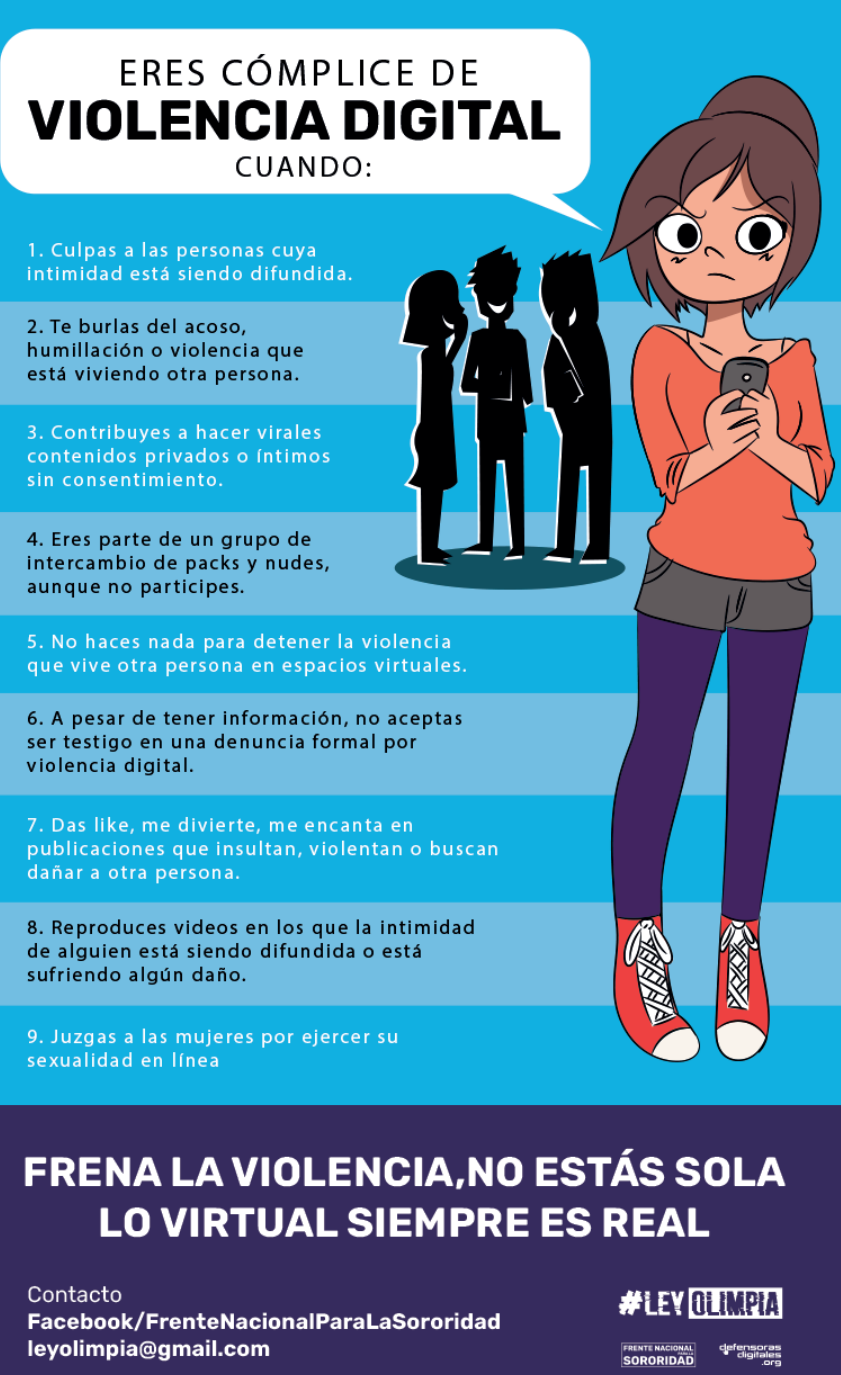 ERES CÓMPLICE DE
VIOLENCIA DIGITAL
CUANDO:
1. Culpas a las personas cuya
intimidad está siendo difundida.
2. Te burlas del acoso,
humillación o violencia que
está viviendo otra persona.
3. Contribuyes a hacer virales
contenidos privados o íntimos
sin consentimiento.
4. Eres parte de un grupo de
intercambio de packs y nudes,
aunque no participes.
5. No haces nada para detener la violencia
que vive otra persona en espacios virtuales.
6. A pesar de tener información, no aceptas
ser testigo en una denuncia formal por
violencia digital.
7. Das like, me divierte, me encanta en
publicaciones que insultan, violentan o buscan
dañar a otra persona.
8. Reproduces videos en los que la intimidad
de alguien está siendo difundida o está
sufriendo algún daño.
9. Juzgas a las mujeres por ejercer su
sexualidad en línea
FRENA LA VIOLENCIA,NO ESTÁS SOLA
LO VIRTUAL SIEMPRE ES REAL
Contacto
Facebook/FrenteNacionalParaLaSororidad
leyolimpia@gmail.com
#LEY OLIMPIA
FRENTE NACIONAL
PARA LA
SORORIDAD
defensoras
digitales
.org